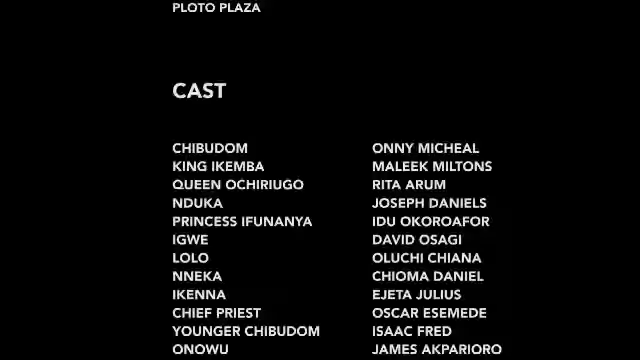 PLOTO PLAZA
CAST
CHIBUDOM ONNY MICHEAL
KING IKEMBA MALEEK MILTONS
QUEEN OCHIRIUGO RITA ARUM
NDUKA JOSEPH DANIELS
PRINCESS IFUNANYA IDU OKOROAFOR
IGWE DAVID OSAGI
LOLO OLUCHI CHIANA
NNEKA CHIOMA DANIEL
IKENNA EJETA JULIUS
CHIEF PRIEST OSCAR ESEMEDE
YOUNGER CHIBUDOM ISAAC FRED
ONOWU JAMES AKPARIORO